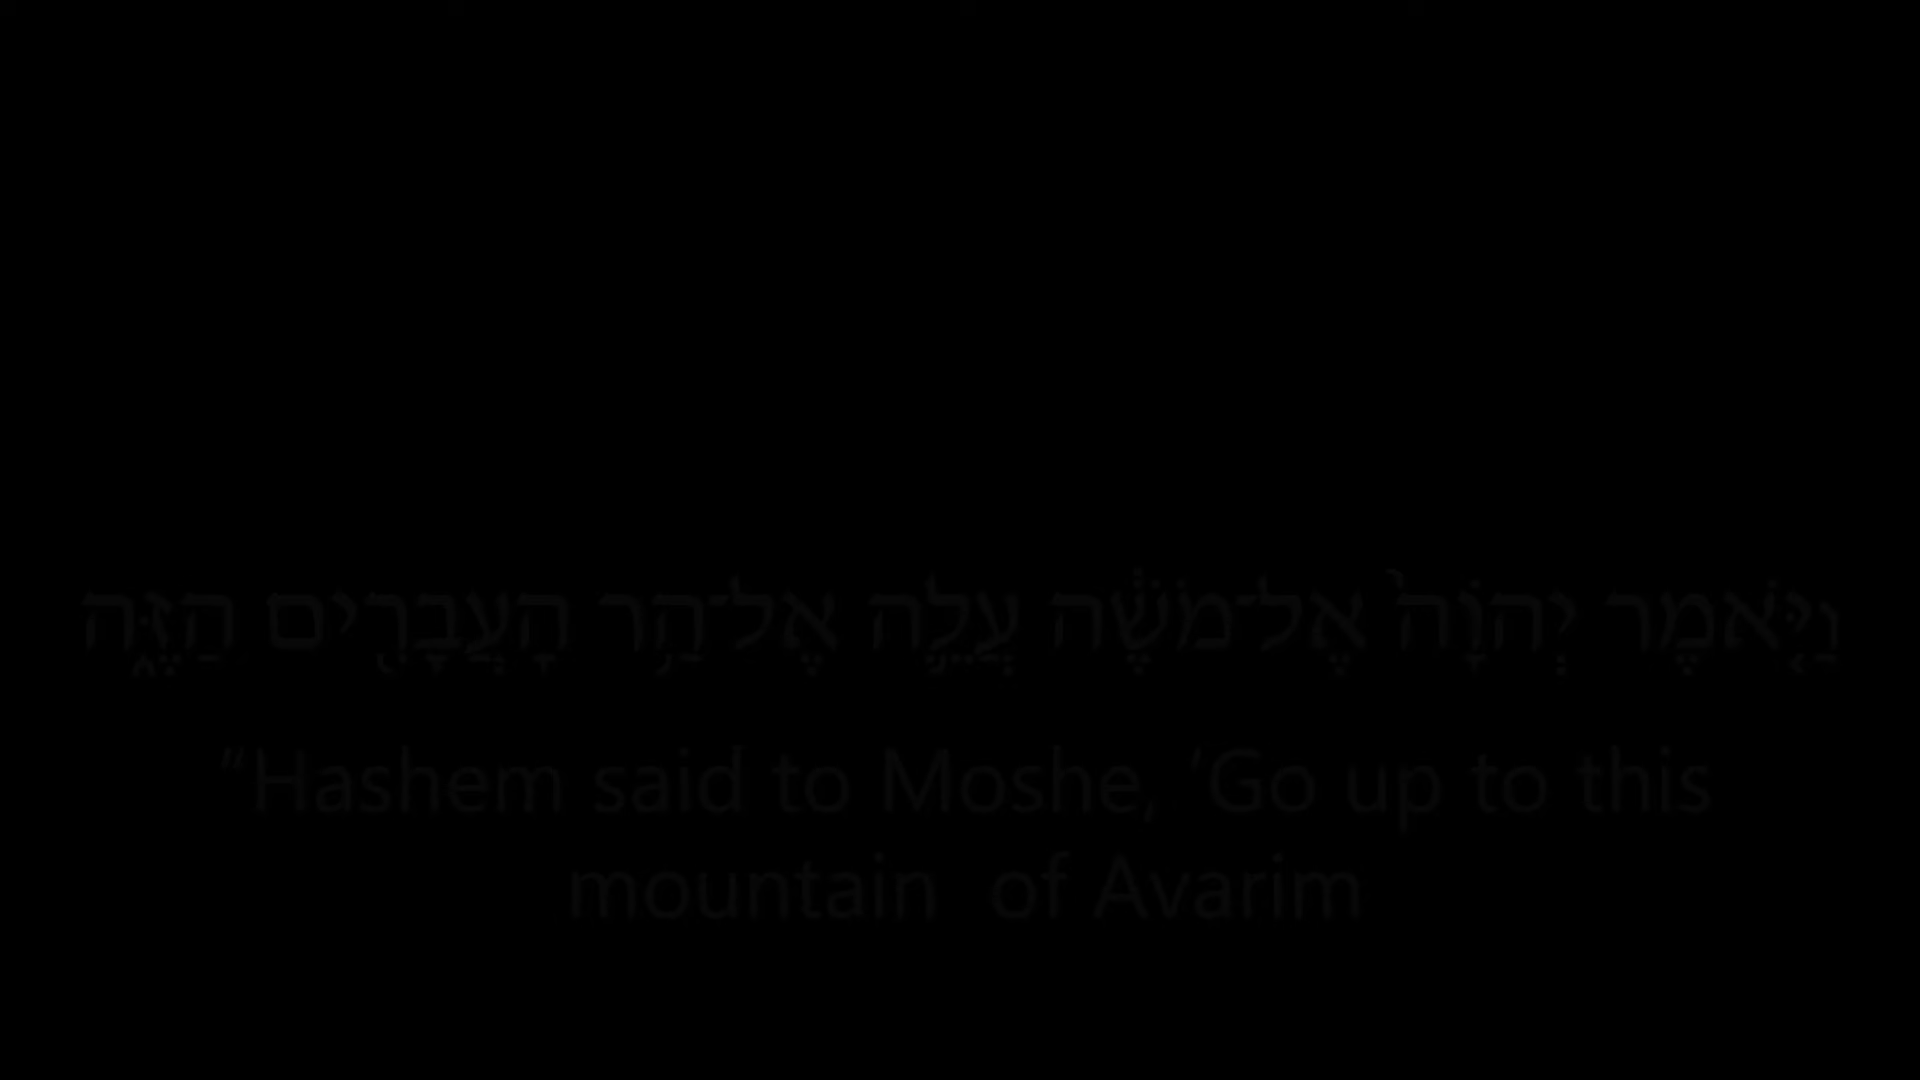 וַיֹּ֤אמֶר יְהוָֹה֙ אֶל־מֹשֶׁ֔ה עֲלֵ֛ה אֶל־הַ֥ר הָעֲבָרִ֖ים הַזֶּ֑ה
“Hashem said to Moshe, ‘Go up to this
mountain  of Avarim